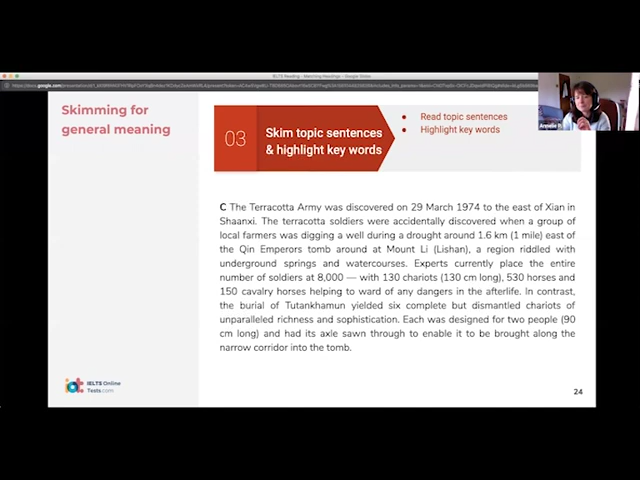 IELTS Reading - Matching Headings - Google Slides
Skimming for
general meaning
03
Skim topic sentences
& highlight key words
• Read topic sentences
• Highlight key words
C The Terracotta Army was discovered on 29 March 1974 to the east of Xian in
Shaanxi. The terracotta soldiers were accidentally discovered when a group of
local farmers was digging a well during a drought around 1.6 km (1 mile) east of
the Qin Emperors tomb around at Mount Li (Lishan), a region riddled with
underground springs and watercourses. Experts currently place the entire
number of soldiers at 8,000 — with 130 chariots (130 cm long), 530 horses and
150 cavalry horses helping to ward of any dangers in the afterlife. In contrast,
the burial of Tutankhamun yielded six complete but dismantled chariots of
unparalleled richness and sophistication. Each was designed for two people (90
cm long) and had its axle sawn through to enable it to be brought along the
narrow corridor into the tomb.
iot IELTS Online
Tests.com
24